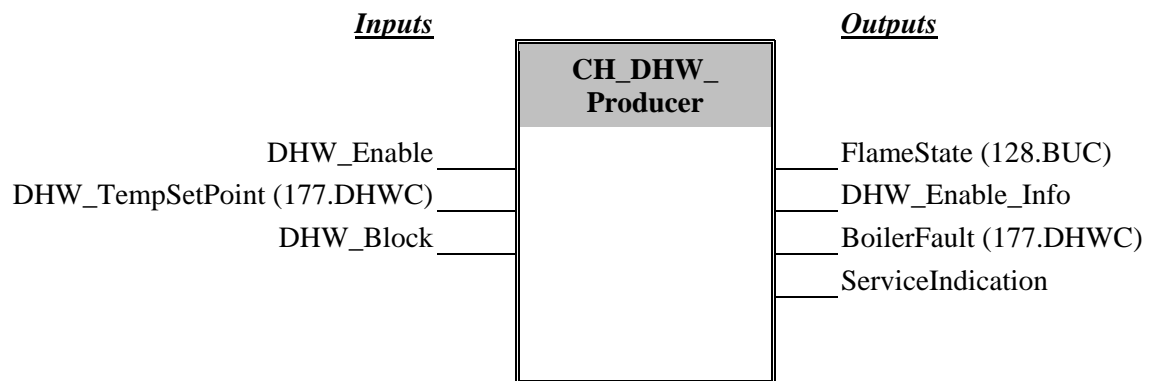 Inputs
Outputs
CH_DHW_
Producer
DHW_Enable
FlameState (128.BUC)
DHW_TempSetPoint (177.DHWC)
DHW_Enable_Info
DHW_Block
BoilerFault (177.DHWC)
ServiceIndication